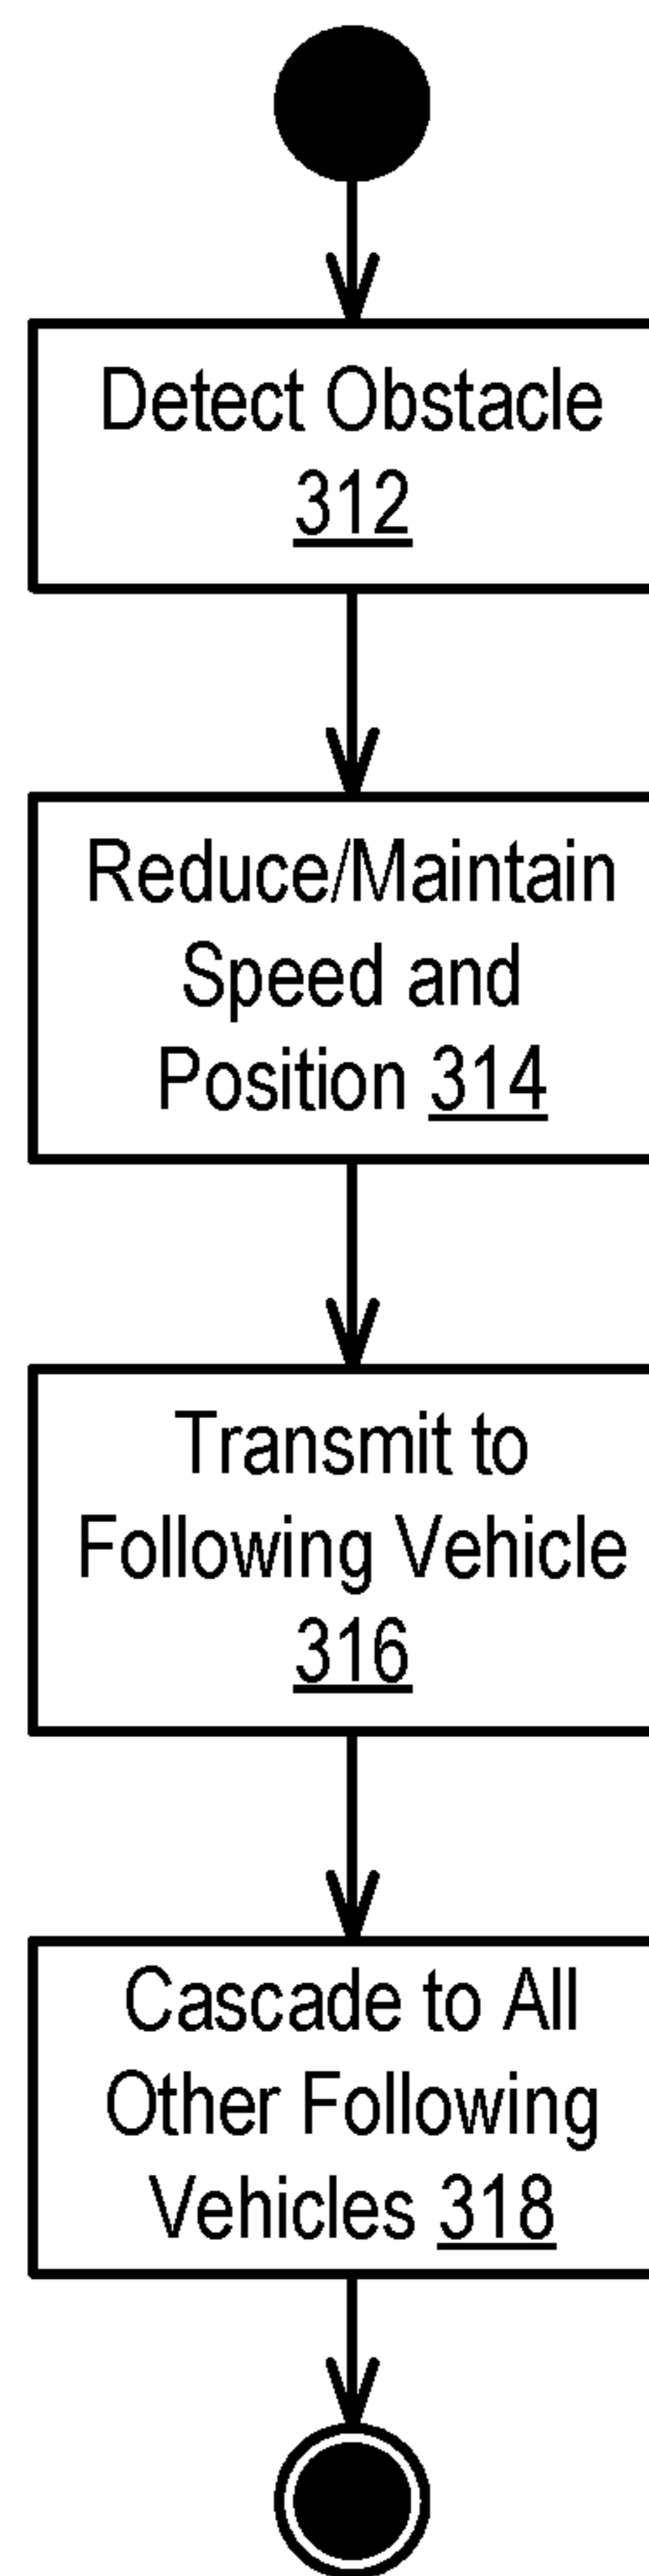 Detect Obstacle
312
Reduce/Maintain
Speed and
Position 314
Transmit to
Following Vehicle
316
Cascade to All
Other Following
Vehicles 318